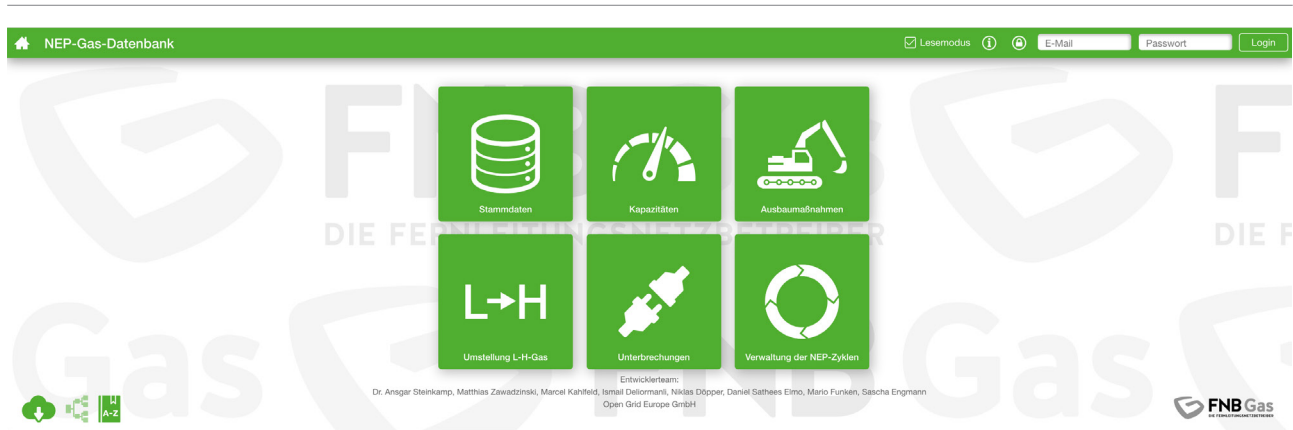 NEP-Gas-Datenbank
Lesemodus
E-Mail
Passwort
Login
Stammdaten
Kapazitäten
Ausbaumaßnahmen
L→H
Umstellung L-H-Gas
Unterbrechungen
Verwaltung der NEP-Zyklen
Entwicklerteam:
Dr. Ansgar Steinkamp, Matthias Zawadzinski, Marcel Kahlfeld, Ismail Deliormanli, Niklas Döpper, Daniel Sathees Elmo, Mario Funken, Sascha Engmann
Open Grid Europe GmbH
A-Z
FNB Gas
DIE FERNLEITUNGSNETZBETREIBER